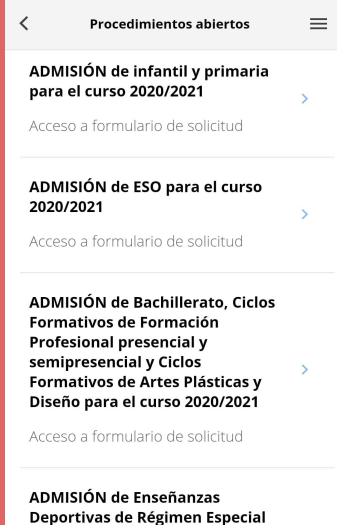 Procedimientos abiertos
ADMISIÓN de infantil y primaria
para el curso 2020/2021
Acceso a formulario de solicitud
ADMISIÓN de ESO para el curso
2020/2021
Acceso a formulario de solicitud
ADMISIÓN de Bachillerato, Ciclos
Formativos de Formación
Profesional presencial y
semipresencial y Ciclos
Formativos de Artes Plásticas y
Diseño para el curso 2020/2021
Acceso a formulario de solicitud
ADMISIÓN de Enseñanzas
Deportivas de Régimen Especial